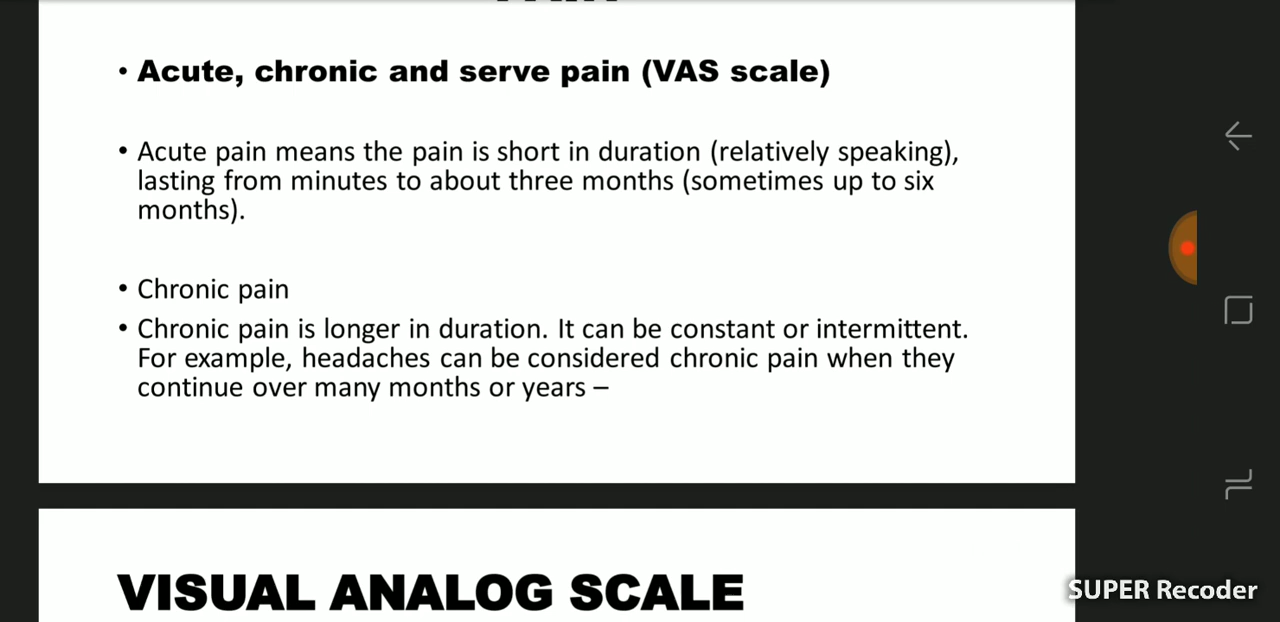 • Acute, chronic and serve pain (VAS scale)
• Acute pain means the pain is short in duration (relatively speaking),
lasting from minutes to about three months (sometimes up to six
months).
• Chronic pain
• Chronic pain is longer in duration. It can be constant or intermittent.
For example, headaches can be considered chronic pain when they
continue over many months or years –
VISUAL ANALOG SCALE
SUPER Recoder